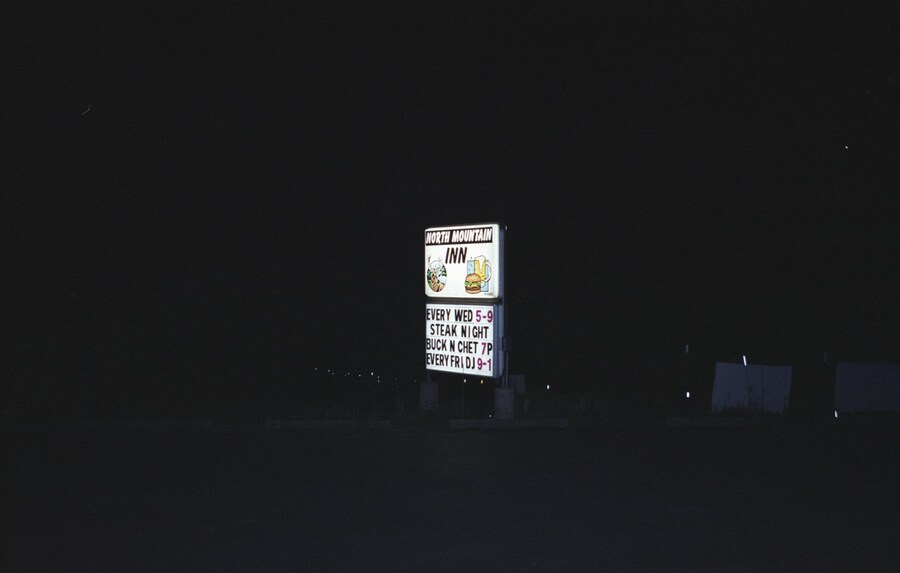 NORTH MOUNTAIN
INN
EVERY WED 5-9
STEAK NIGHT
BUCK N CHET 7P
EVERY FRI DJ 9-1